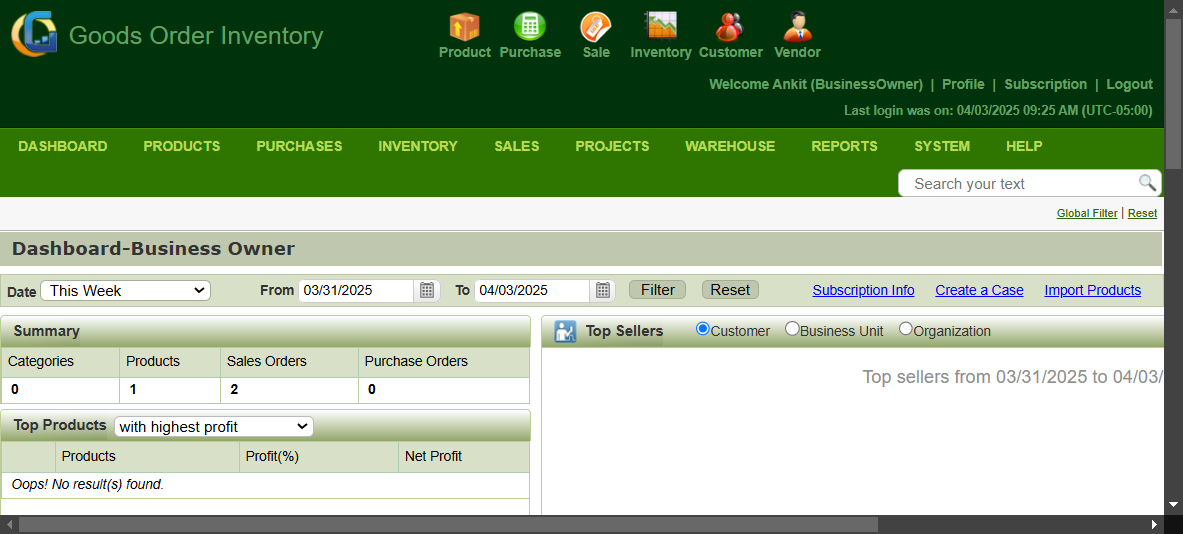 Goods Order Inventory
Product Purchase Sale Inventory Customer Vendor
Welcome Ankit (BusinessOwner) | Profile | Subscription | Logout
Last login was on: 04/03/2025 09:25 AM (UTC-05:00)
DASHBOARD PRODUCTS PURCHASES INVENTORY SALES PROJECTS WAREHOUSE REPORTS SYSTEM HELP
Search your text
Global Filter | Reset
Dashboard-Business Owner
Date This Week From 03/31/2025 To 04/03/2025 Filter Reset Subscription Info Create a Case Import Products
Summary
Categories Products Sales Orders Purchase Orders
0 1 2 0
Top Products with highest profit
Products Profit(%) Net Profit
Oops! No result(s) found.
Top Sellers Customer Business Unit Organization
Top sellers from 03/31/2025 to 04/03/